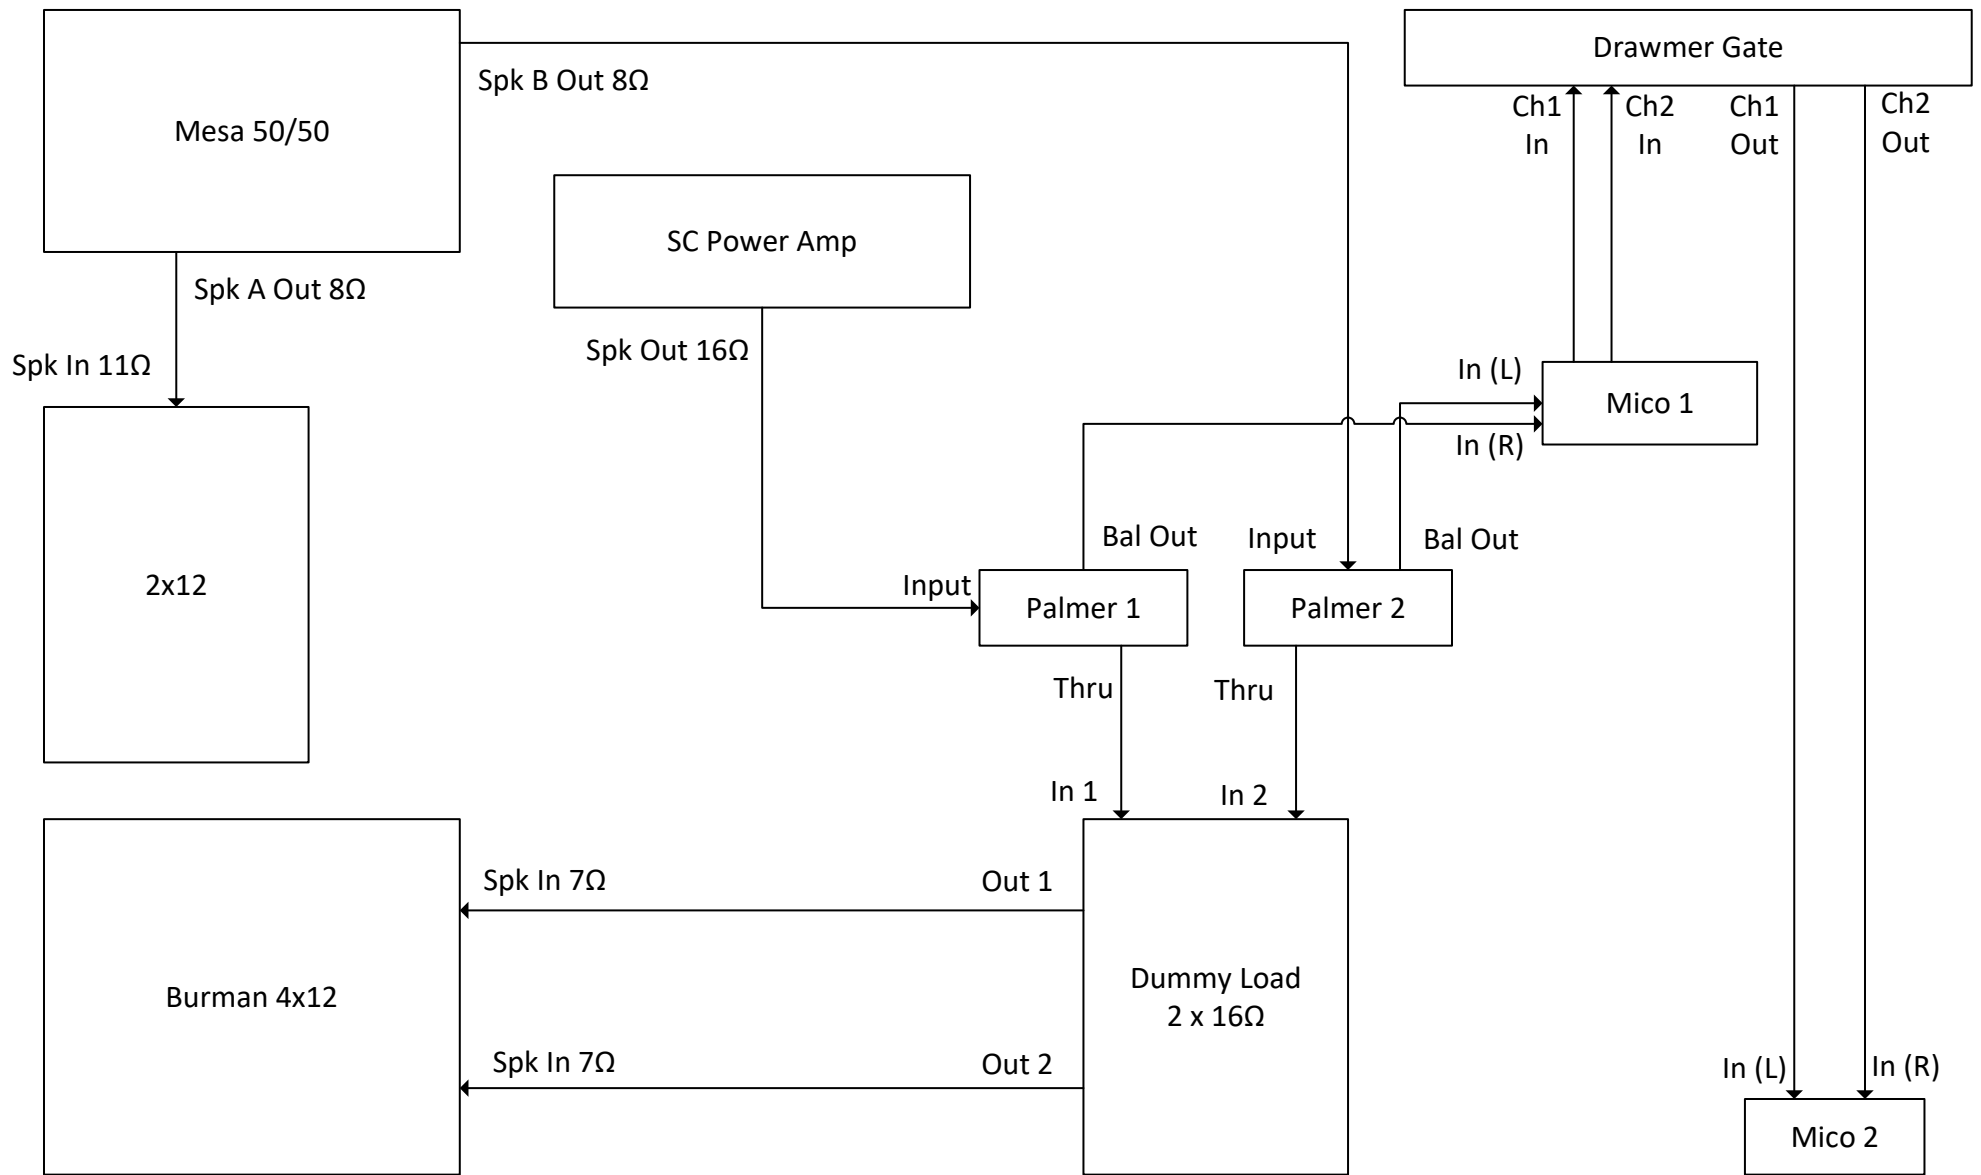 Drawmer Gate
Spk B Out 8Ω
Mesa 50/50
Ch1
In
Ch2
In
Ch1
Out
Ch2
Out
SC Power Amp
Spk A Out 8Ω
Spk Out 16Ω
Spk In 11Ω
In (L)
Mico 1
In (R)
Bal Out
Input
Bal Out
2x12
Input
Palmer 1
Palmer 2
Thru
Thru
In 1
In 2
Spk In 7Ω
Out 1
Burman 4x12
Dummy Load
2 x 16Ω
Spk In 7Ω
Out 2
In (L)
In (R)
Mico 2